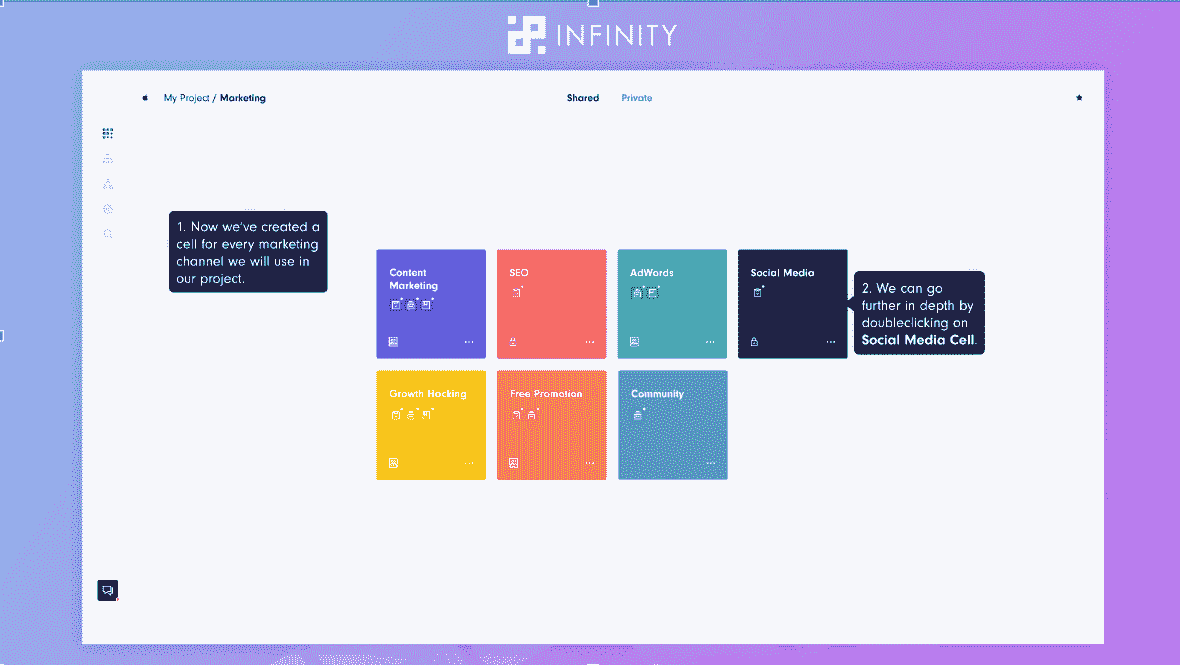 INFINITY
My Project / Marketing
Shared
Private
1. Now we've created a
cell for every marketing
channel we will use in
our project.
Content
Marketing
SEO
AdWords
Social Media
2. We can go
further in depth by
doubleclicking on
Social Media Cell.
Growth Hocking
Free Promotion
Community